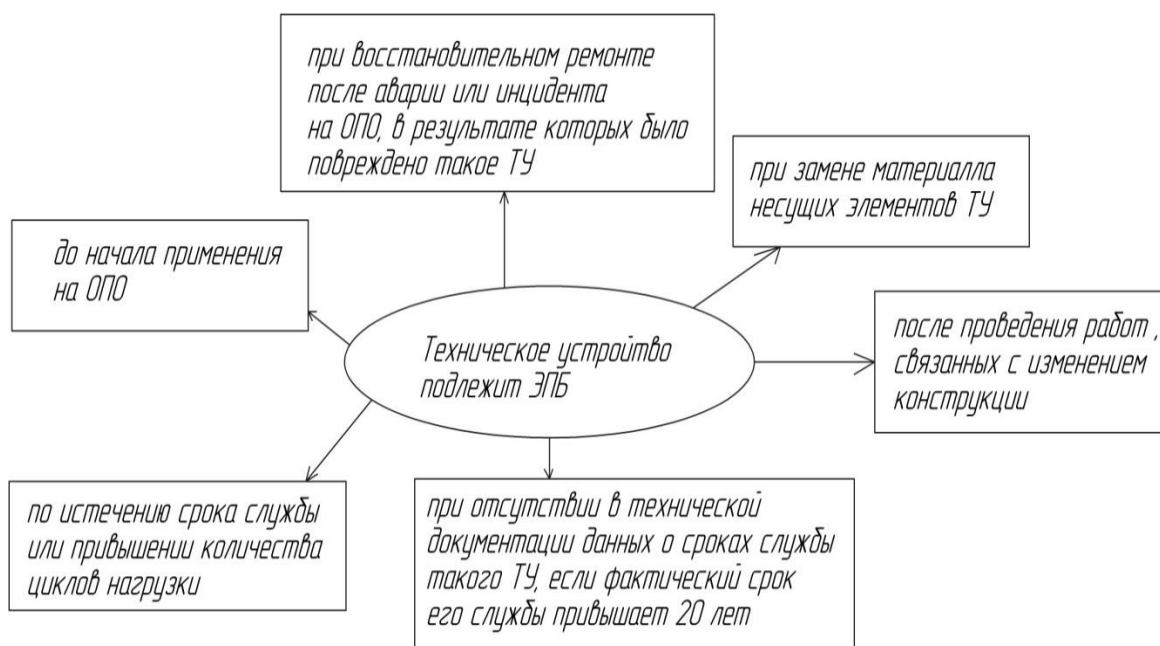 при восстановительном ремонте
после аварии или инцидента
на ОПО, в результате которых было
повреждено такое ТУ
при замене материалла
несущих элементов ТУ
до начала применения
на ОПО
Техническое устройтво
подлежит ЭПБ
после проведения работ ,
связанных с изменением
конструкции
по истечению срока службы
или привышении количества
циклов нагрузки
при отсутствии в технической
документации данных о сроках службы
такого ТУ, если фактический срок
его службы привышает 20 лет